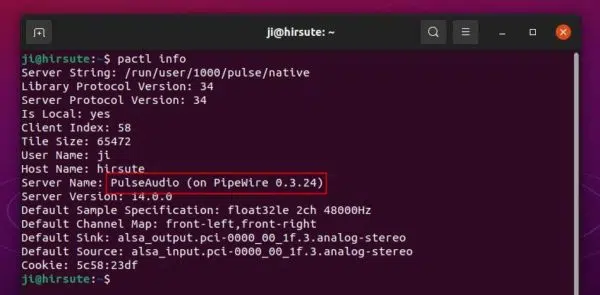 ji@hirsute: ~
ji@hirsute:~$ pactl info
Server String: /run/user/1000/pulse/native
Library Protocol Version: 34
Server Protocol Version: 34
Is Local: yes
Client Index: 58
Tile Size: 65472
User Name: ji
Host Name: hirsute
Server Name: PulseAudio (on PipeWire 0.3.24)
Server Version: 14.0.0
Default Sample Specification: float32le 2ch 48000Hz
Default Channel Map: front-left,front-right
Default Sink: alsa_output.pci-0000_00_1f.3.analog-stereo
Default Source: alsa_input.pci-0000_00_1f.3.analog-stereo
Cookie: 5c58:23df
ji@hirsute:~$